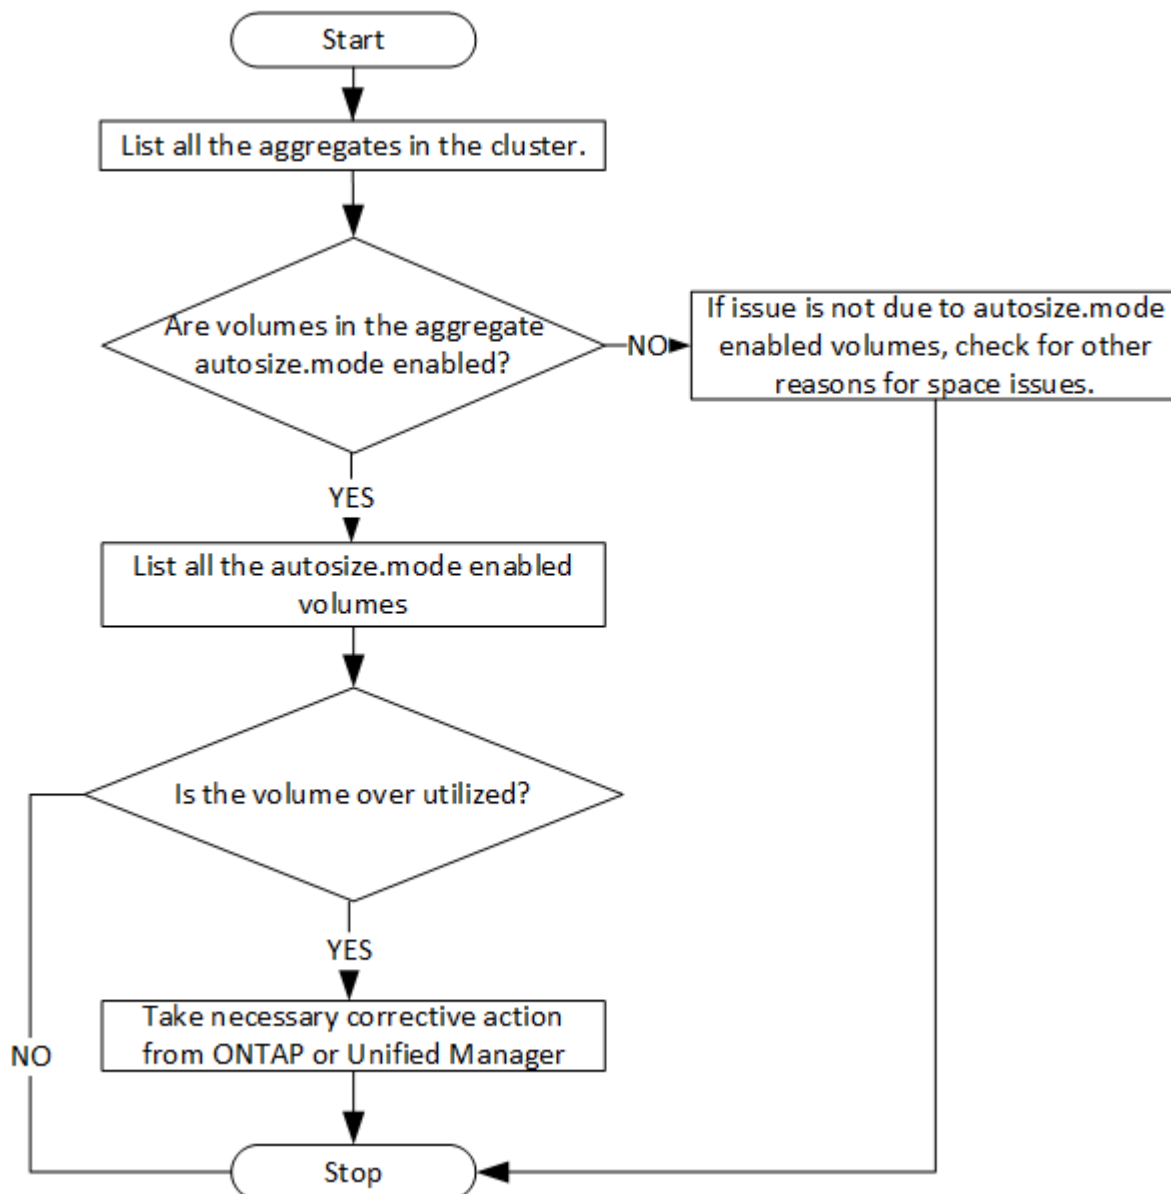 Start
List all the aggregates in the cluster.
Are volumes in the aggregate
autosize.mode enabled?
NO
If issue is not due to autosize.mode
enabled volumes, check for other
reasons for space issues.
YES
List all the autosize.mode enabled
volumes
Is the volume over utilized?
YES
Take necessary corrective action
from ONTAP or Unified Manager
NO
Stop